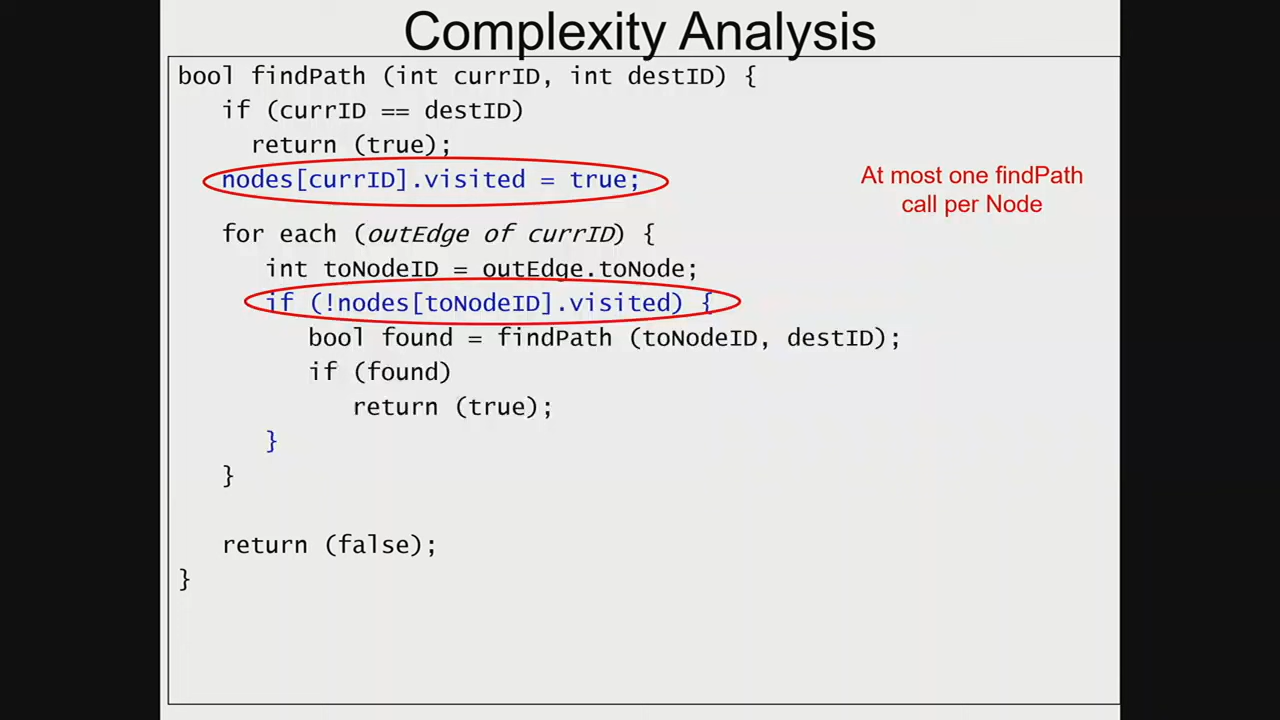 Complexity Analysis
bool findPath (int currID, int destID) {
if (currID == destID)
return (true);
nodes[currID].visited = true;
At most one findPath
call per Node
for each (outEdge of currID) {
int toNodeID = outEdge.toNode;
if (!nodes[toNodeID].visited) {
bool found = findPath (toNodeID, destID);
if (found)
return (true);
}
}
return (false);
}